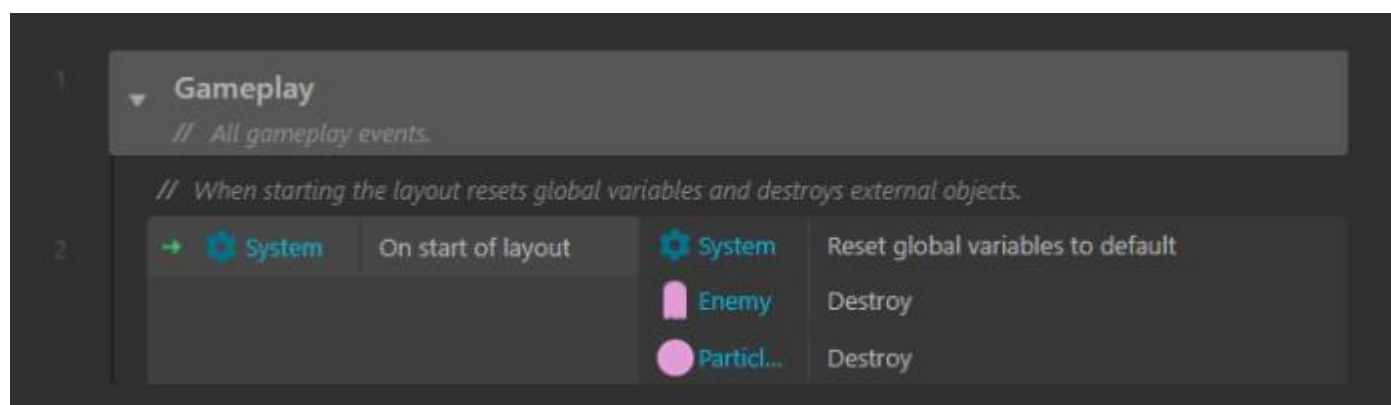 1
Gameplay
// All gameplay events.
// When starting the layout resets global variables and destroys external objects.
2
System On start of layout System Reset global variables to default
Enemy Destroy
Particl... Destroy